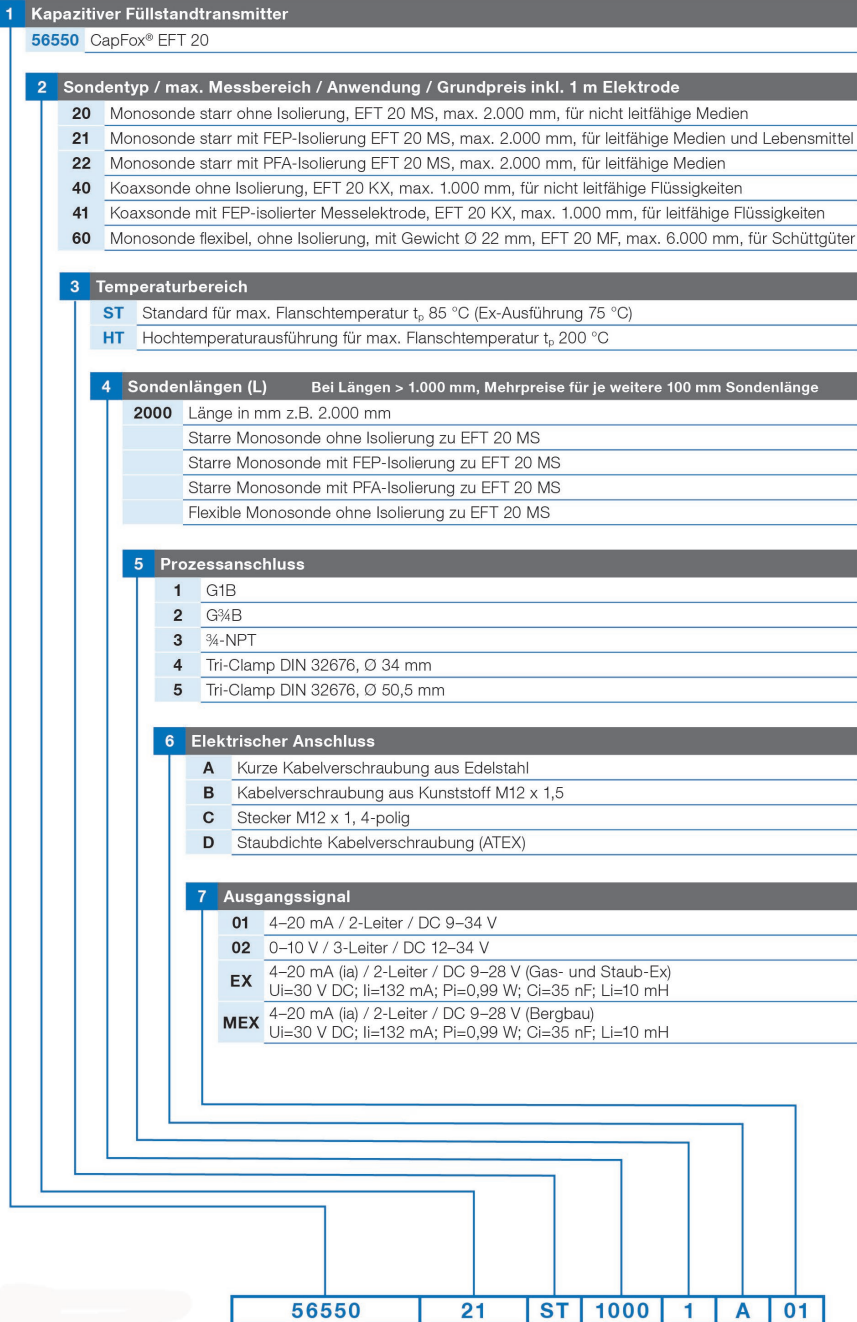 1 Kapazitiver Füllstandtransmitter
56550 CapFox® EFT 20
2 Sondentyp / max. Messbereich / Anwendung / Grundpreis inkl. 1 m Elektrode
20 Monosonde starr ohne Isolierung, EFT 20 MS, max. 2.000 mm, für nicht leitfähige Medien
21 Monosonde starr mit FEP-Isolierung EFT 20 MS, max. 2.000 mm, für leitfähige Medien und Lebensmittel
22 Monosonde starr mit PFA-Isolierung EFT 20 MS, max. 2.000 mm, für leitfähige Medien
40 Koaxsonde ohne Isolierung, EFT 20 KX, max. 1.000 mm, für nicht leitfähige Flüssigkeiten
41 Koaxsonde mit FEP-isolierter Messelektrode, EFT 20 KX, max. 1.000 mm, für leitfähige Flüssigkeiten
60 Monosonde flexibel, ohne Isolierung, mit Gewicht Ø 22 mm, EFT 20 MF, max. 6.000 mm, für Schüttgüter
3 Temperaturbereich
ST Standard für max. Flanschtemperatur tp 85 °C (Ex-Ausführung 75 °C)
HT Hochtemperaturausführung für max. Flanschtemperatur tp 200 °C
4 Sondenlängen (L) Bei Längen > 1.000 mm, Mehrpreise für je weitere 100 mm Sondenlänge
2000 Länge in mm z.B. 2.000 mm
Starre Monosonde ohne Isolierung zu EFT 20 MS
Starre Monosonde mit FEP-Isolierung zu EFT 20 MS
Starre Monosonde mit PFA-Isolierung zu EFT 20 MS
Flexible Monosonde ohne Isolierung zu EFT 20 MS
5 Prozessanschluss
1 G1B
2 G¾B
3 ¾-NPT
4 Tri-Clamp DIN 32676, Ø 34 mm
5 Tri-Clamp DIN 32676, Ø 50,5 mm
6 Elektrischer Anschluss
A Kurze Kabelverschraubung aus Edelstahl
B Kabelverschraubung aus Kunststoff M12 x 1,5
C Stecker M12 x 1, 4-polig
D Staubdichte Kabelverschraubung (ATEX)
7 Ausgangssignal
01 4–20 mA / 2-Leiter / DC 9–34 V
02 0–10 V / 3-Leiter / DC 12–34 V
EX 4–20 mA (ia) / 2-Leiter / DC 9–28 V (Gas- und Staub-Ex)
Ui=30 V DC; Ii=132 mA; Pi=0,99 W; Ci=35 nF; Li=10 mH
MEX 4–20 mA (ia) / 2-Leiter / DC 9–28 V (Bergbau)
Ui=30 V DC; Ii=132 mA; Pi=0,99 W; Ci=35 nF; Li=10 mH
56550 21 ST 1000 1 A 01